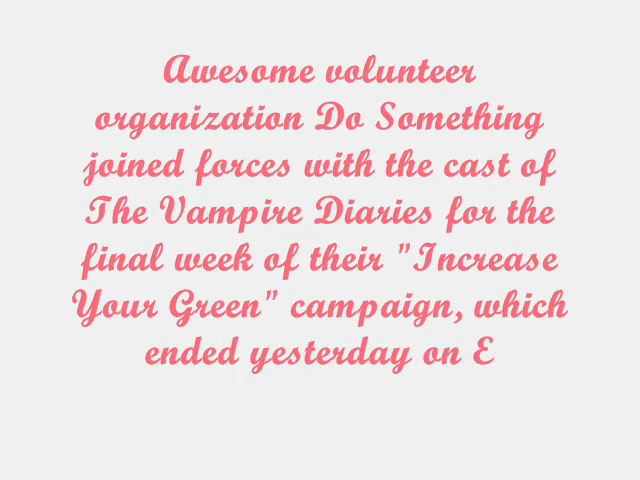 Awesome volunteer
organization Do Something
joined forces with the cast of
The Vampire Diaries for the
final week of their "Increase
Your Green" campaign, which
ended yesterday on E